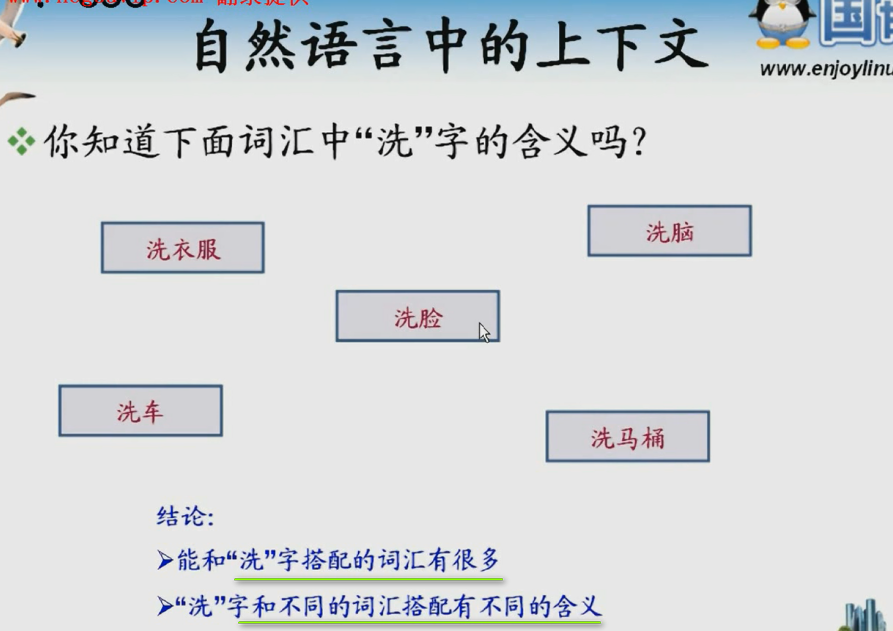 自然语言中的上下文
www.enjoylinu
你知道下面词汇中“洗”字的含义吗?
洗衣服
洗脑
洗脸
洗车
洗马桶
结论:
能和“洗”字搭配的词汇有很多
“洗”字和不同的词汇搭配有不同的含义